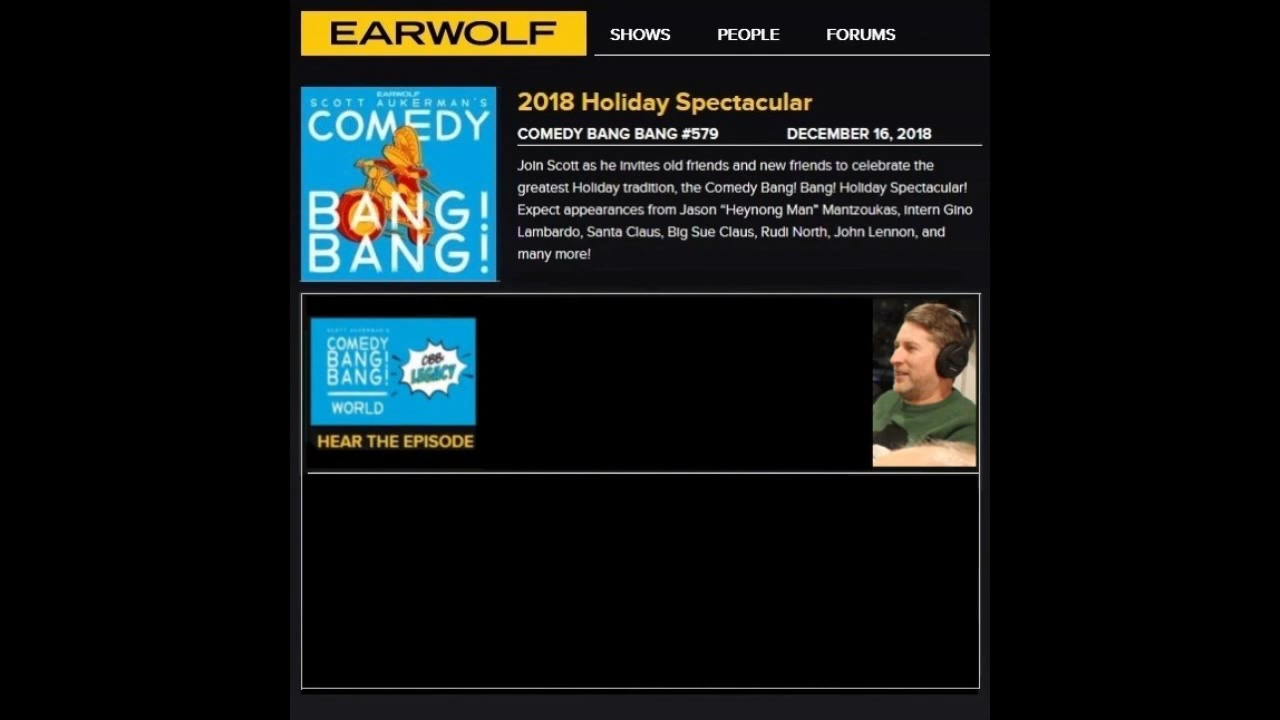 EARWOLF
SHOWS PEOPLE FORUMS
EARWOLF
SCOTT AUKERMAN'S
COMEDY
BANG!
BANG!
2018 Holiday Spectacular
COMEDY BANG BANG #579 DECEMBER 16, 2018
Join Scott as he invites old friends and new friends to celebrate the
greatest Holiday tradition, the Comedy Bang! Bang! Holiday Spectacular!
Expect appearances from Jason “Heynong Man” Mantzoukas, Intern Gino
Lambardo, Santa Claus, Big Sue Claus, Rudi North, John Lennon, and
many more!
SCOTT AUKERMAN'S
COMEDY
BANG!
BANG!
WORLD
CBB
LEGACY
HEAR THE EPISODE